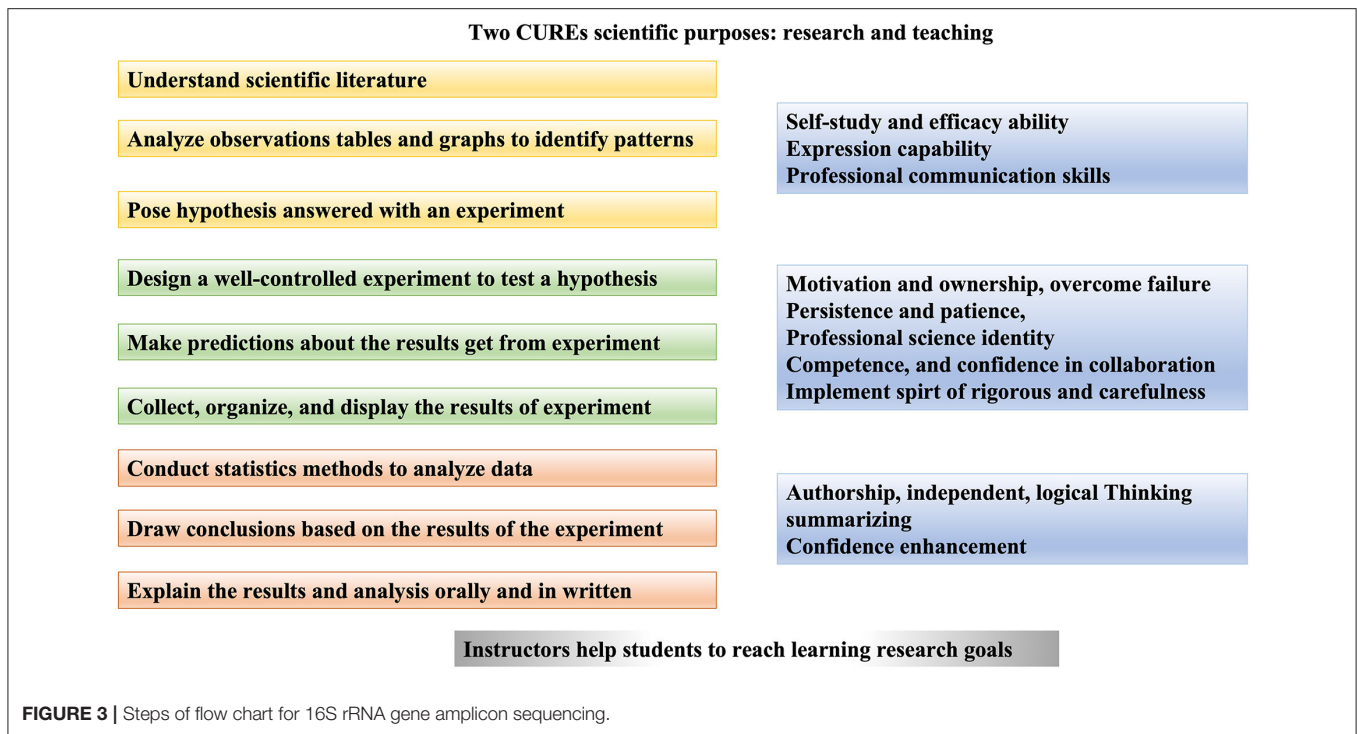 Two CUREs scientific purposes: research and teaching
Understand scientific literature
Analyze observations tables and graphs to identify patterns
Pose hypothesis answered with an experiment
Design a well-controlled experiment to test a hypothesis
Make predictions about the results get from experiment
Collect, organize, and display the results of experiment
Conduct statistics methods to analyze data
Draw conclusions based on the results of the experiment
Explain the results and analysis orally and in written
Self-study and efficacy ability
Expression capability
Professional communication skills
Motivation and ownership, overcome failure
Persistence and patience,
Professional science identity
Competence, and confidence in collaboration
Implement spirt of rigorous and carefulness
Authorship, independent, logical Thinking
summarizing
Confidence enhancement
Instructors help students to reach learning research goals
FIGURE 3 | Steps of flow chart for 16S rRNA gene amplicon sequencing.